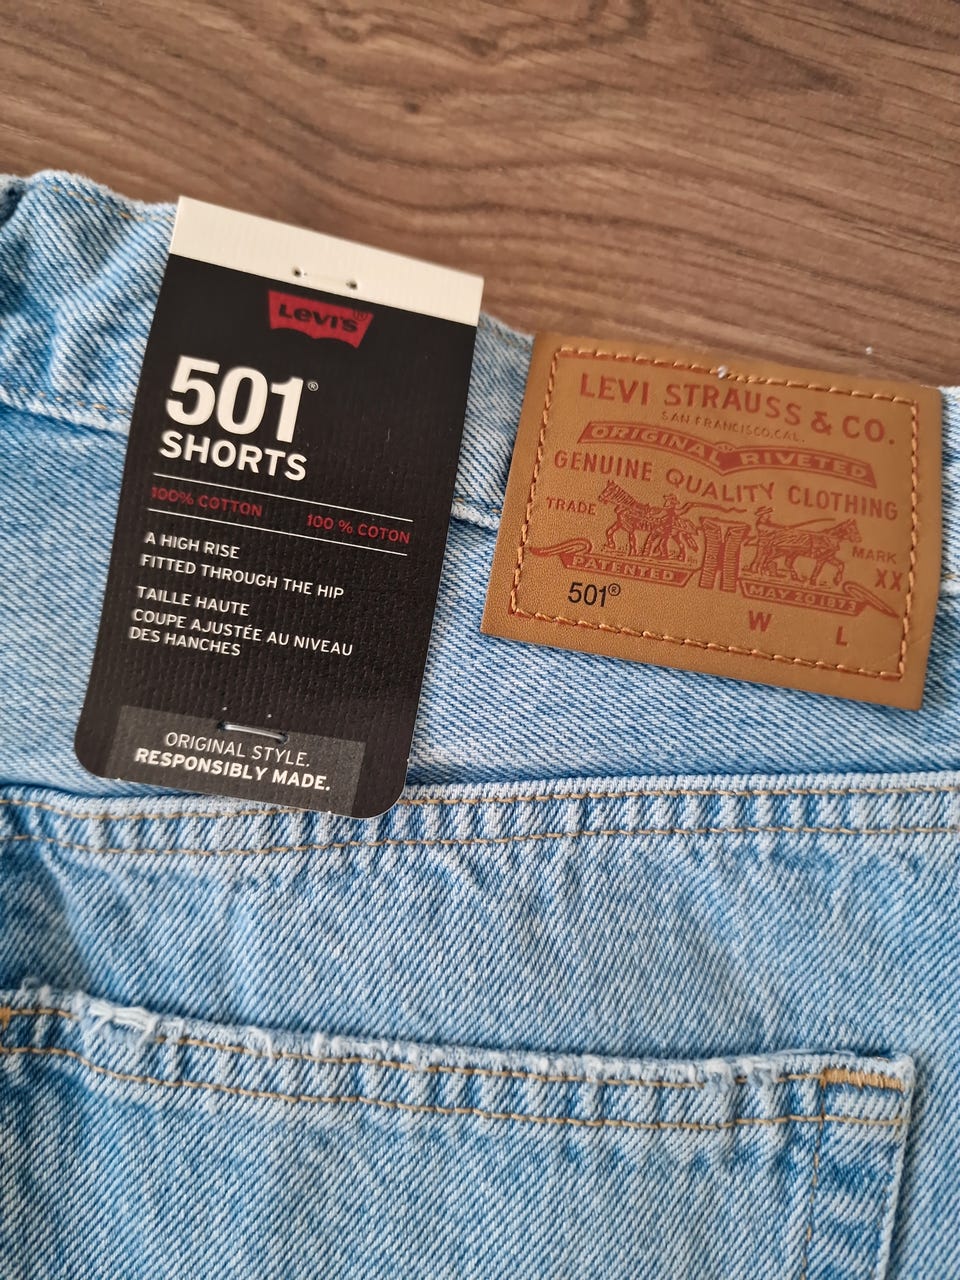 Levi's®
501®
SHORTS
100% COTTON 100 % COTON
A HIGH RISE
FITTED THROUGH THE HIP
TAILLE HAUTE
COUPE AJUSTÉE AU NIVEAU
DES HANCHES
ORIGINAL STYLE.
RESPONSIBLY MADE.
LEVI STRAUSS & CO.
SAN FRANCISCO, CAL.
ORIGINAL RIVETED
GENUINE QUALITY CLOTHING
TRADE MARK
PATENTED MAY 20 1873 XX
501®
W L